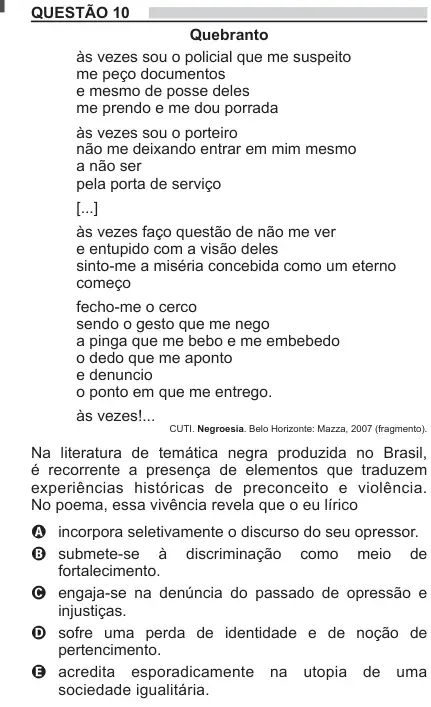 QUESTÃO 10
Quebranto
às vezes sou o policial que me suspeito
me peço documentos
e mesmo de posse deles
me prendo e me dou porrada
às vezes sou o porteiro
não me deixando entrar em mim mesmo
a não ser
pela porta de serviço
[...]
às vezes faço questão de não me ver
e entupido com a visão deles
sinto-me a miséria concebida como um eterno
começo
fecho-me o cerco
sendo o gesto que me nego
a pinga que me bebo e me embebedo
o dedo que me aponto
e denuncio
o ponto em que me entrego.
às vezes!...
CUTI. Negroesia. Belo Horizonte: Mazza, 2007 (fragmento).
Na literatura de temática negra produzida no Brasil,
é recorrente a presença de elementos que traduzem
experiências históricas de preconceito e violência.
No poema, essa vivência revela que o eu lírico
A incorpora seletivamente o discurso do seu opressor.
B submete-se à discriminação como meio de
fortalecimento.
C engaja-se na denúncia do passado de opressão e
injustiças.
D sofre uma perda de identidade e de noção de
pertencimento.
E acredita esporadicamente na utopia de uma
sociedade igualitária.